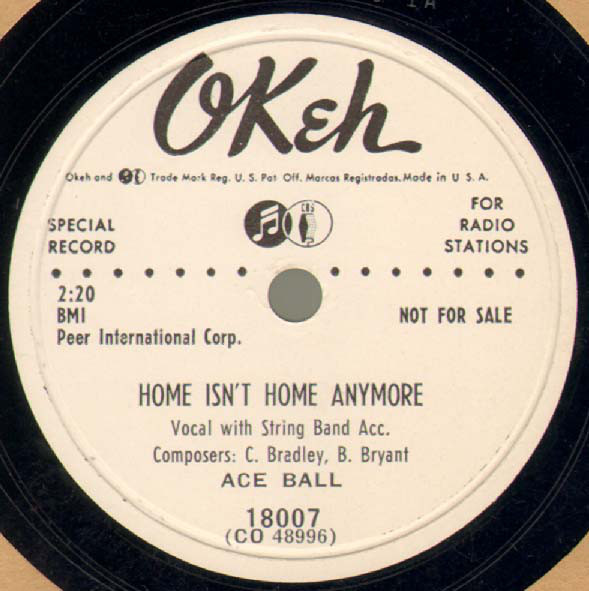 OKeh
Okeh and Trade Mark Reg. U. S. Pat. Off. Marcas Registradas. Made in U S A.
SPECIAL
RECORD
CBS
FOR
RADIO
STATIONS
2:20
BMI
Peer International Corp.
NOT FOR SALE
HOME ISN'T HOME ANYMORE
Vocal with String Band Acc.
Composers: C. Bradley, B. Bryant
ACE BALL
18007
(CO 48996)